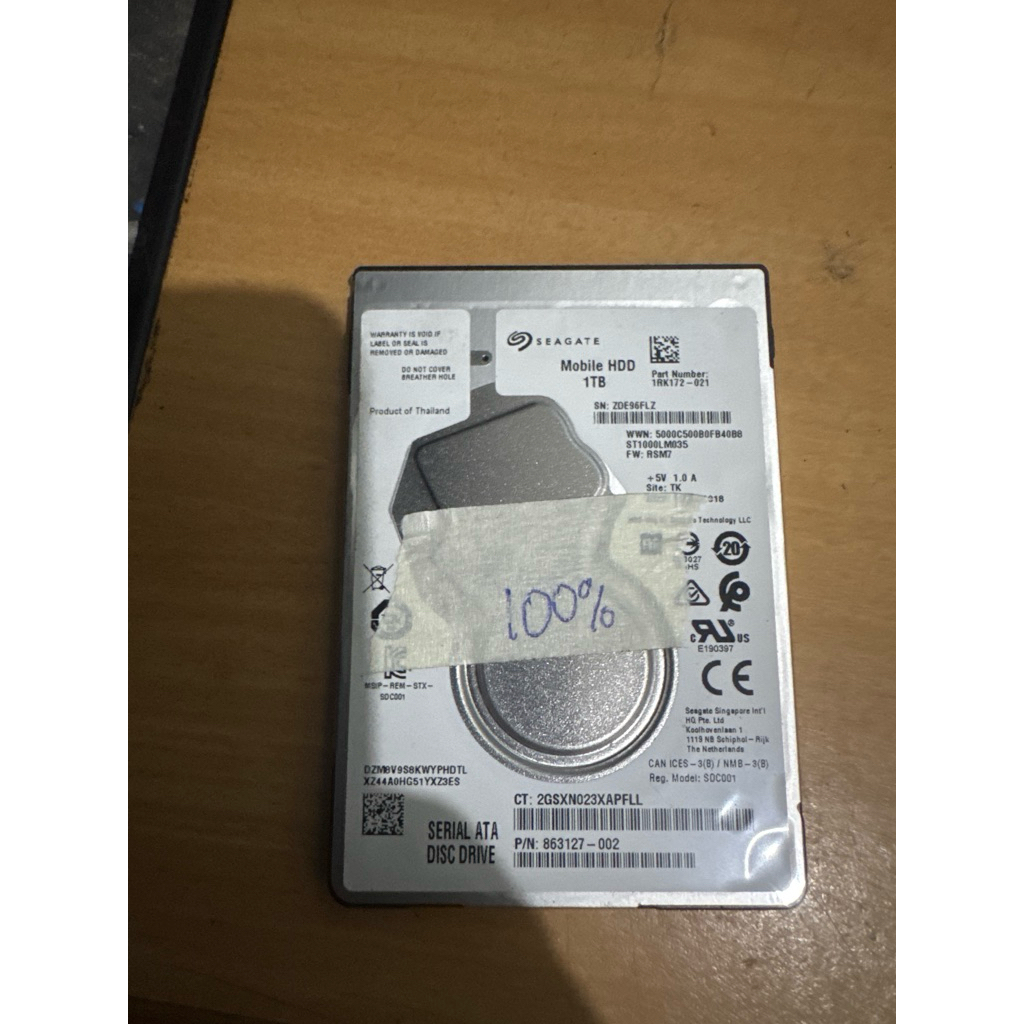 WARRANTY IS VOID IF
LABEL OR SEAL IS
REMOVED OR DAMAGED
DO NOT COVER
BREATHER HOLE
Product of Thailand
SEAGATE
Mobile HDD
1TB
Part Number:
1RK172-021
SN: ZDE96FLZ
WWN: 5000C500B0FB40BB
ST1000LM035
FW: RSM7
+5V 1.0 A
Site: TK
Technology LLC
20
100%
c RU ® US
E190397
CE
MSIP-REM-STX-
SDC001
Seagate Singapore Int'l
HQ Pte. Ltd
Koolhovenlaan 1
1119 NB Schiphol-Rijk
The Netherlands
CAN ICES-3(B) / NMB-3(B)
Reg. Model: SDC001
DZM8V9S8KWYPHDTL
XZ44A0HG51YXZ3ES
SERIAL ATA
DISC DRIVE
CT: 2GSXN023XAPFLL
P/N: 863127-002